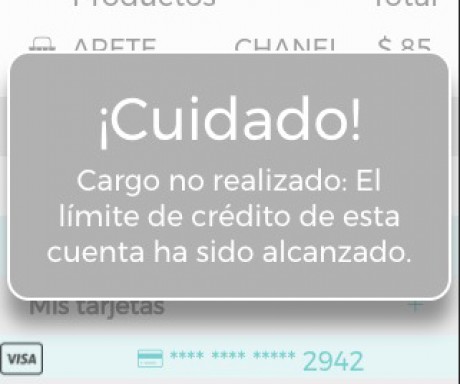 Productos Total
ARETE CHANEL $ 85
¡Cuidado!
Cargo no realizado: El
límite de crédito de esta
cuenta ha sido alcanzado.
Mis tarjetas +
VISA **** **** ***** 2942